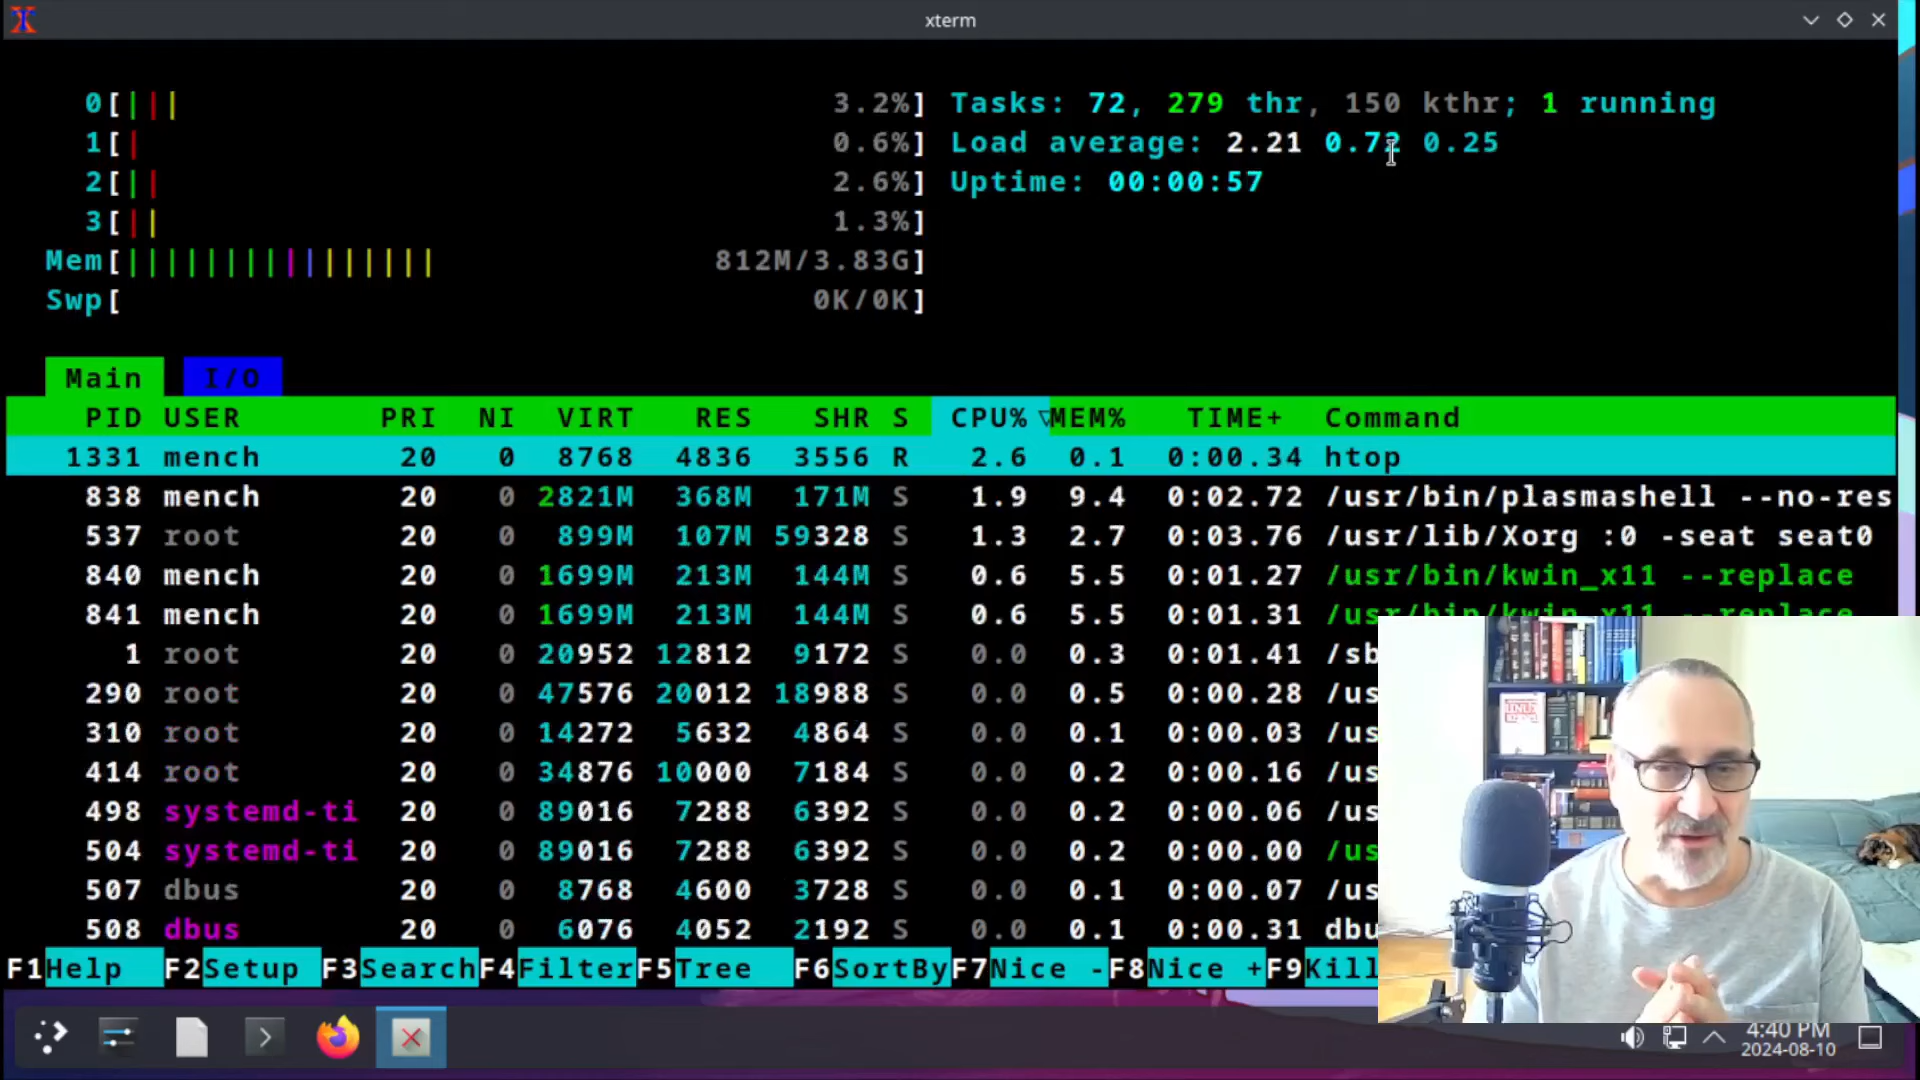 xterm
0[||| 3.2%] Tasks: 72, 279 thr, 150 kthr; 1 running
1[| 0.6%] Load average: 2.21 0.72 0.25
2[|| 2.6%] Uptime: 00:00:57
3[|| 1.3%]
Mem[|||||||||||||||| 812M/3.83G]
Swp[ 0K/0K]
Main I/O
PID USER PRI NI VIRT RES SHR S CPU%▽MEM% TIME+ Command
1331 mench 20 0 8768 4836 3556 R 2.6 0.1 0:00.34 htop
838 mench 20 0 2821M 368M 171M S 1.9 9.4 0:02.72 /usr/bin/plasmashell --no-res
537 root 20 0 899M 107M 59328 S 1.3 2.7 0:03.76 /usr/lib/Xorg :0 -seat seat0
840 mench 20 0 1699M 213M 144M S 0.6 5.5 0:01.27 /usr/bin/kwin_x11 --replace
841 mench 20 0 1699M 213M 144M S 0.6 5.5 0:01.31 /usr/bin/kwin_x11 --replace
1 root 20 0 20952 12812 9172 S 0.0 0.3 0:01.41 /sb
290 root 20 0 47576 20012 18988 S 0.0 0.5 0:00.28 /us
310 root 20 0 14272 5632 4864 S 0.0 0.1 0:00.03 /us
414 root 20 0 34876 10000 7184 S 0.0 0.2 0:00.16 /us
498 systemd-ti 20 0 89016 7288 6392 S 0.0 0.2 0:00.06 /us
504 systemd-ti 20 0 89016 7288 6392 S 0.0 0.2 0:00.00 /us
507 dbus 20 0 8768 4600 3728 S 0.0 0.1 0:00.07 /us
508 dbus 20 0 6076 4052 2192 S 0.0 0.1 0:00.31 dbu
F1Help F2Setup F3SearchF4FilterF5Tree F6SortByF7Nice -F8Nice +F9Kill
4:40 PM
2024-08-10